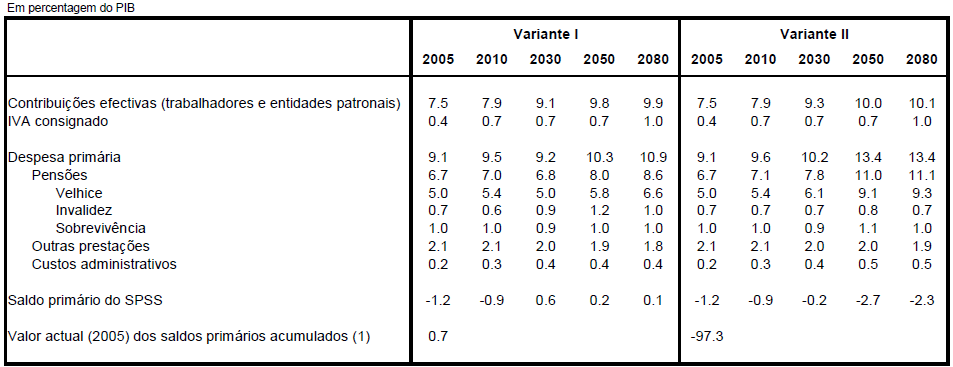 Em percentagem do PIB
Variante I Variante II
2005 2010 2030 2050 2080 2005 2010 2030 2050 2080
Contribuições efectivas (trabalhadores e entidades patronais) 7.5 7.9 9.1 9.8 9.9 7.5 7.9 9.3 10.0 10.1
IVA consignado 0.4 0.7 0.7 0.7 1.0 0.4 0.7 0.7 0.7 1.0
Despesa primária 9.1 9.5 9.2 10.3 10.9 9.1 9.6 10.2 13.4 13.4
Pensões 6.7 7.0 6.8 8.0 8.6 6.7 7.1 7.8 11.0 11.1
Velhice 5.0 5.4 5.0 5.8 6.6 5.0 5.4 6.1 9.1 9.3
Invalidez 0.7 0.6 0.9 1.2 1.0 0.7 0.7 0.7 0.8 0.7
Sobrevivência 1.0 1.0 0.9 1.0 1.0 1.0 1.0 0.9 1.1 1.0
Outras prestações 2.1 2.1 2.0 1.9 1.8 2.1 2.1 2.0 2.0 1.9
Custos administrativos 0.2 0.3 0.4 0.4 0.4 0.2 0.3 0.4 0.5 0.5
Saldo primário do SPSS -1.2 -0.9 0.6 0.2 0.1 -1.2 -0.9 -0.2 -2.7 -2.3
Valor actual (2005) dos saldos primários acumulados (1) 0.7 -97.3